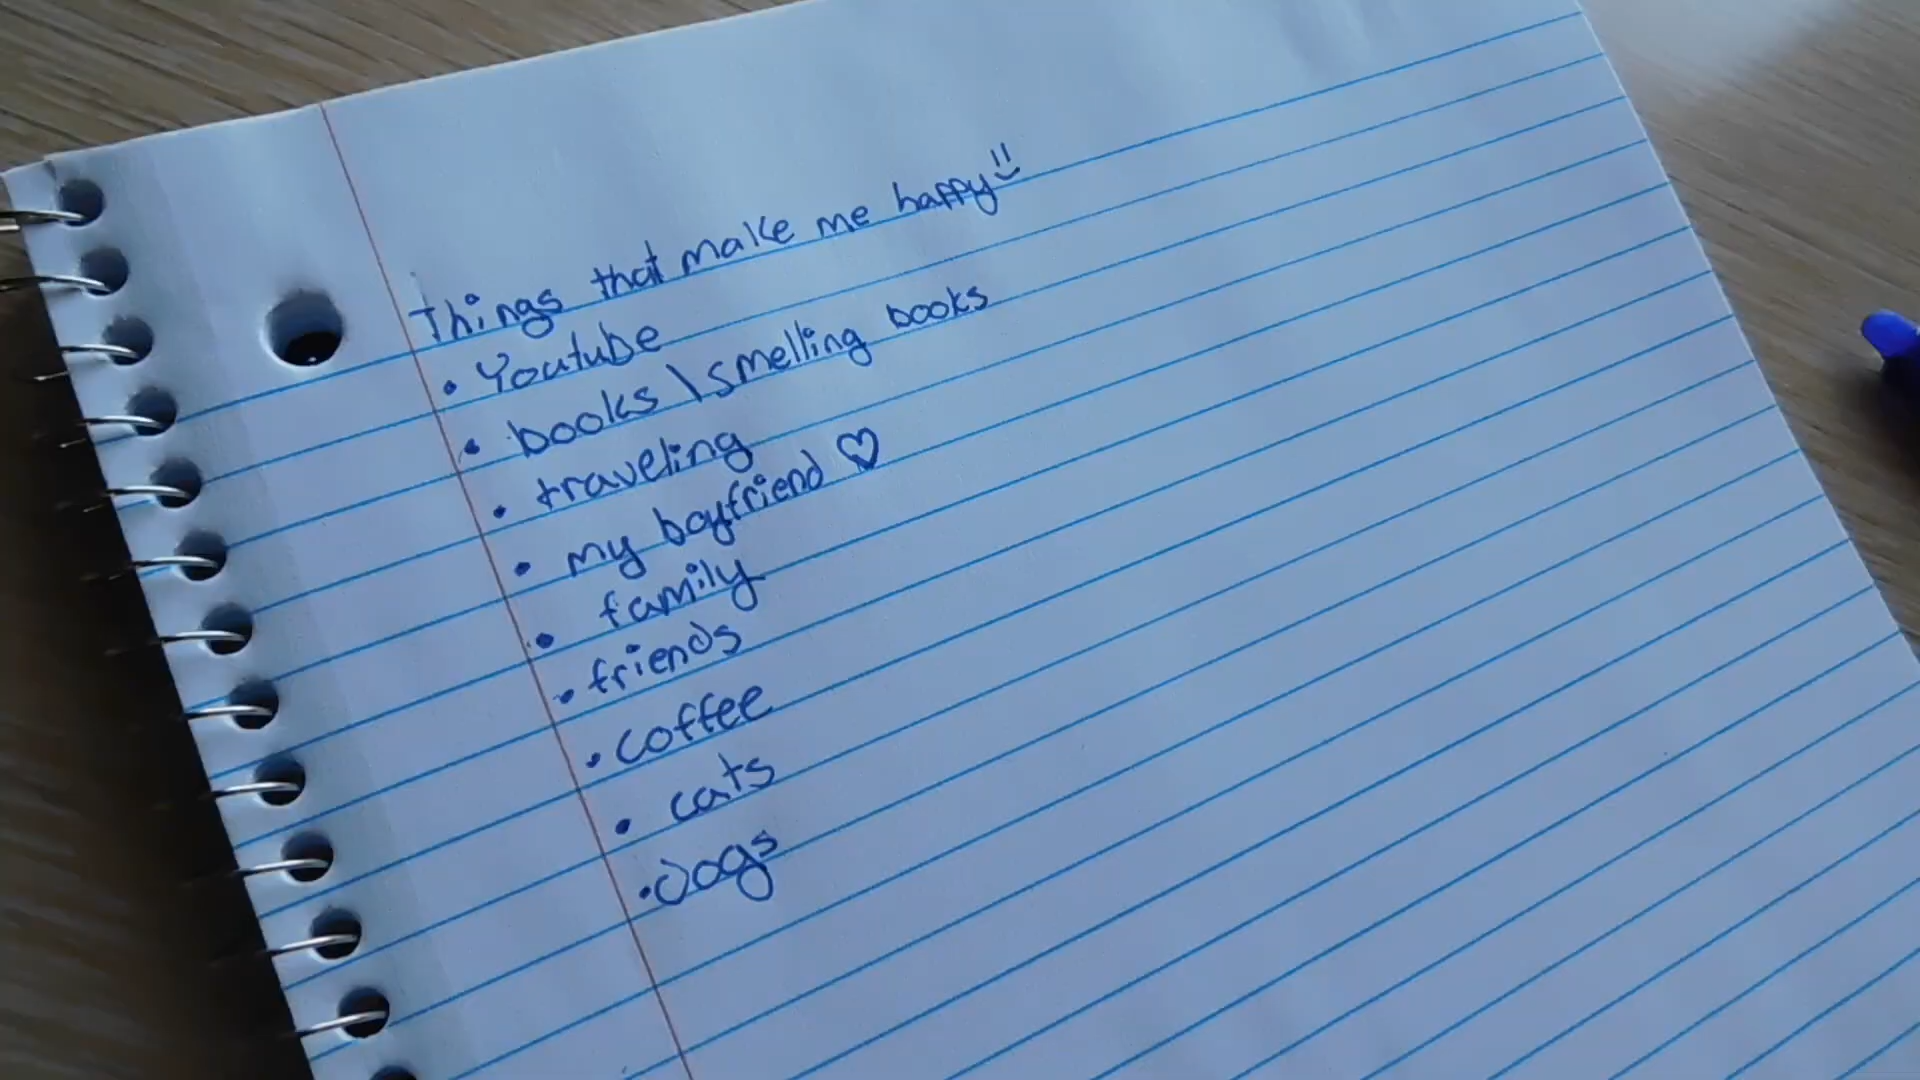 Things that make me happy
• Youtube
• books \ smelling books
• traveling
• my boyfriend ♡
• family
• friends
• coffee
• cats
• dogs